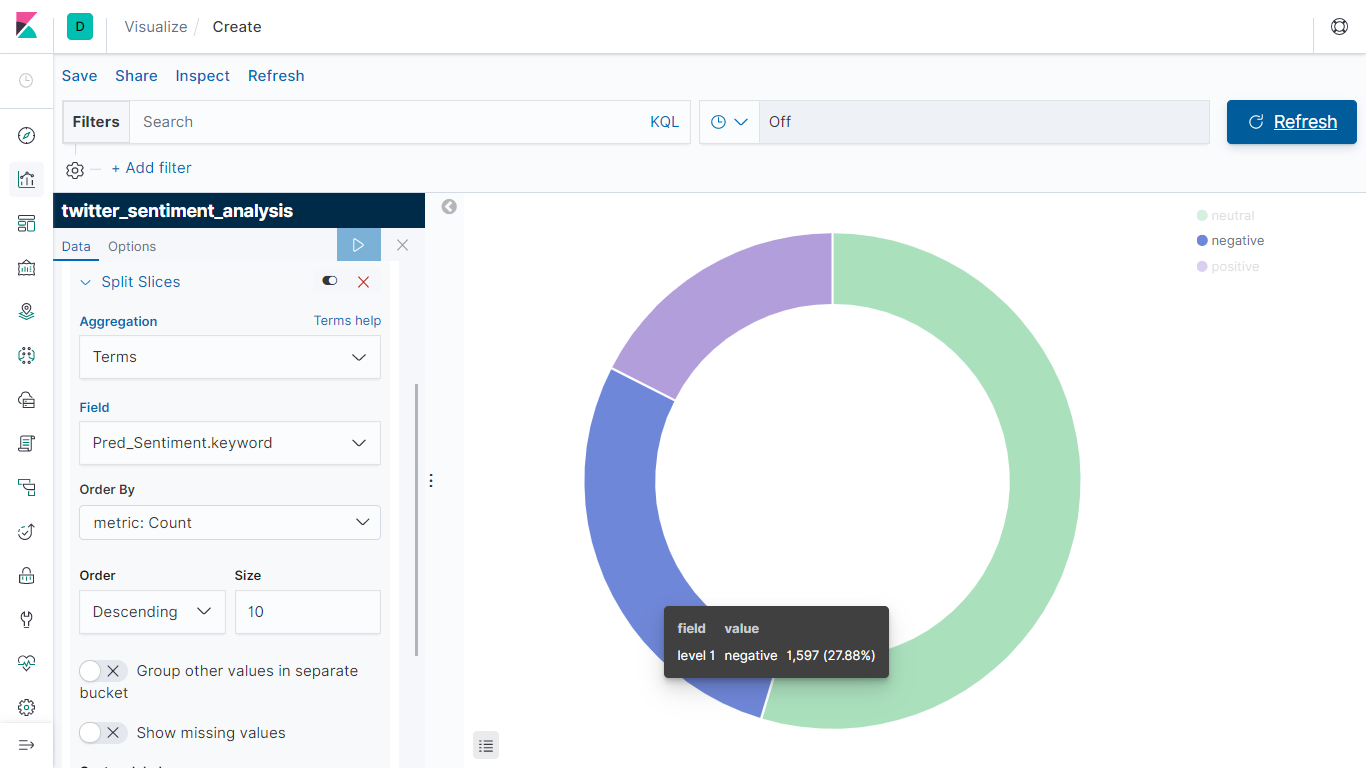 D
Visualize / Create
Save Share Inspect Refresh
Filters Search KQL
Off
Refresh
+ Add filter
twitter_sentiment_analysis
Data Options
Split Slices
Aggregation Terms help
Terms
Field
Pred_Sentiment.keyword
Order By
metric: Count
Order Size
Descending 10
Group other values in separate
bucket
Show missing values
neutral
negative
positive
field value
level 1 negative 1,597 (27.88%)